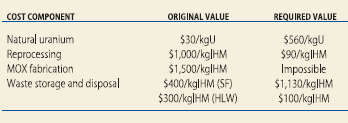 COST COMPONENT ORIGINAL VALUE REQUIRED VALUE
Natural uranium $30/kgU $560/kgU
Reprocessing $1,000/kgIHM $90/kgIHM
MOX fabrication $1,500/kgIHM Impossible
Waste storage and disposal $400/kgIHM (SF) $1,130/kgIHM
$300/kgIHM (HLW) $100/kgIHM